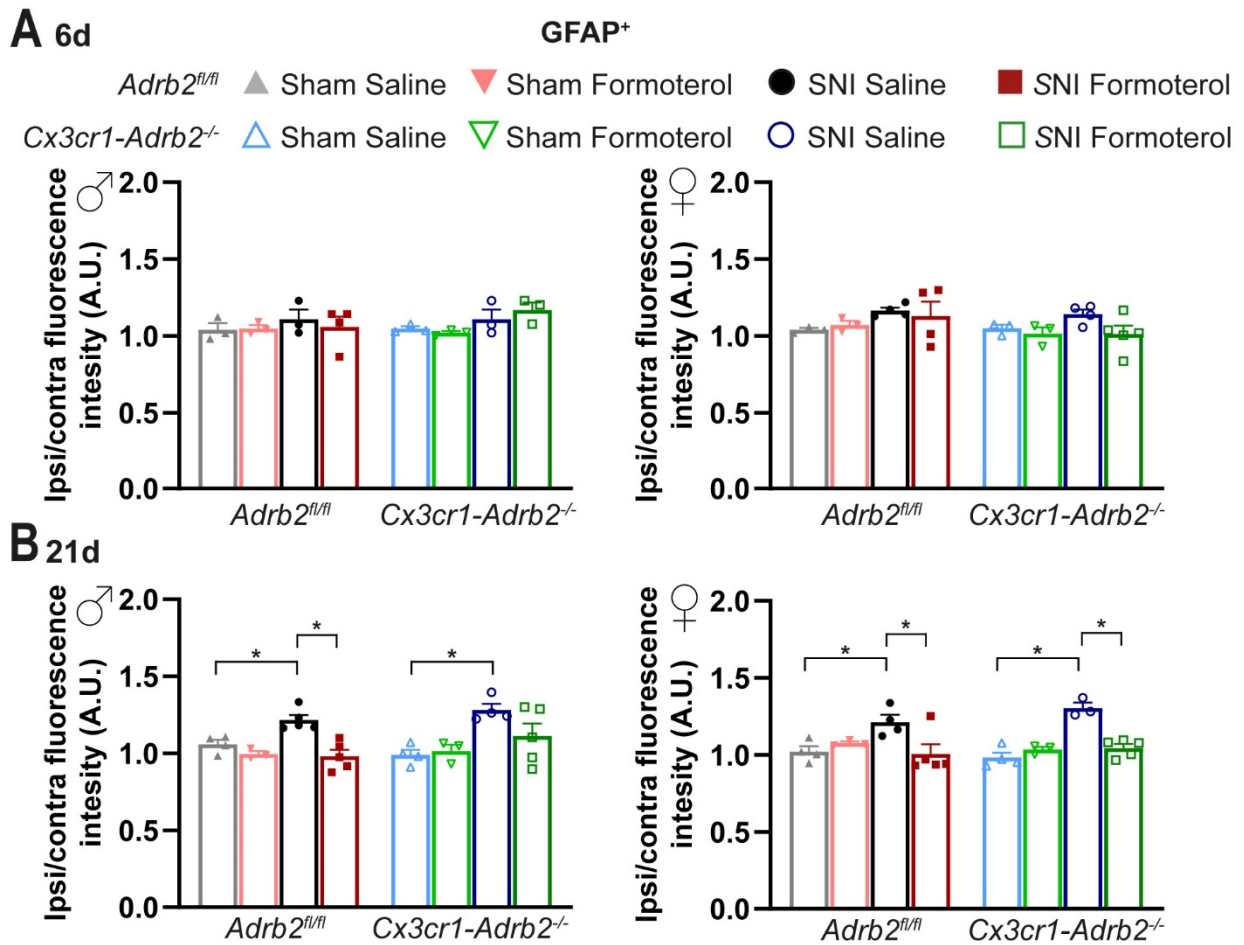 A 6d GFAP+
Adrb2fl/fl ▲ Sham Saline ▼ Sham Formoterol ● SNI Saline ■ SNI Formoterol
Cx3cr1-Adrb2-/- △ Sham Saline ▽ Sham Formoterol ○ SNI Saline □ SNI Formoterol
Ipsi/contra fluorescence
intesity (A.U.)
♂
2.0
1.5
1.0
0.5
0.0
Adrb2fl/fl Cx3cr1-Adrb2-/-
Ipsi/contra fluorescence
intesity (A.U.)
♀
2.0
1.5
1.0
0.5
0.0
Adrb2fl/fl Cx3cr1-Adrb2-/-
B 21d
Ipsi/contra fluorescence
intesity (A.U.)
♂
2.0
1.5
1.0
0.5
0.0
* * *
Adrb2fl/fl Cx3cr1-Adrb2-/-
Ipsi/contra fluorescence
intesity (A.U.)
♀
2.0
1.5
1.0
0.5
0.0
* * * *
Adrb2fl/fl Cx3cr1-Adrb2-/-